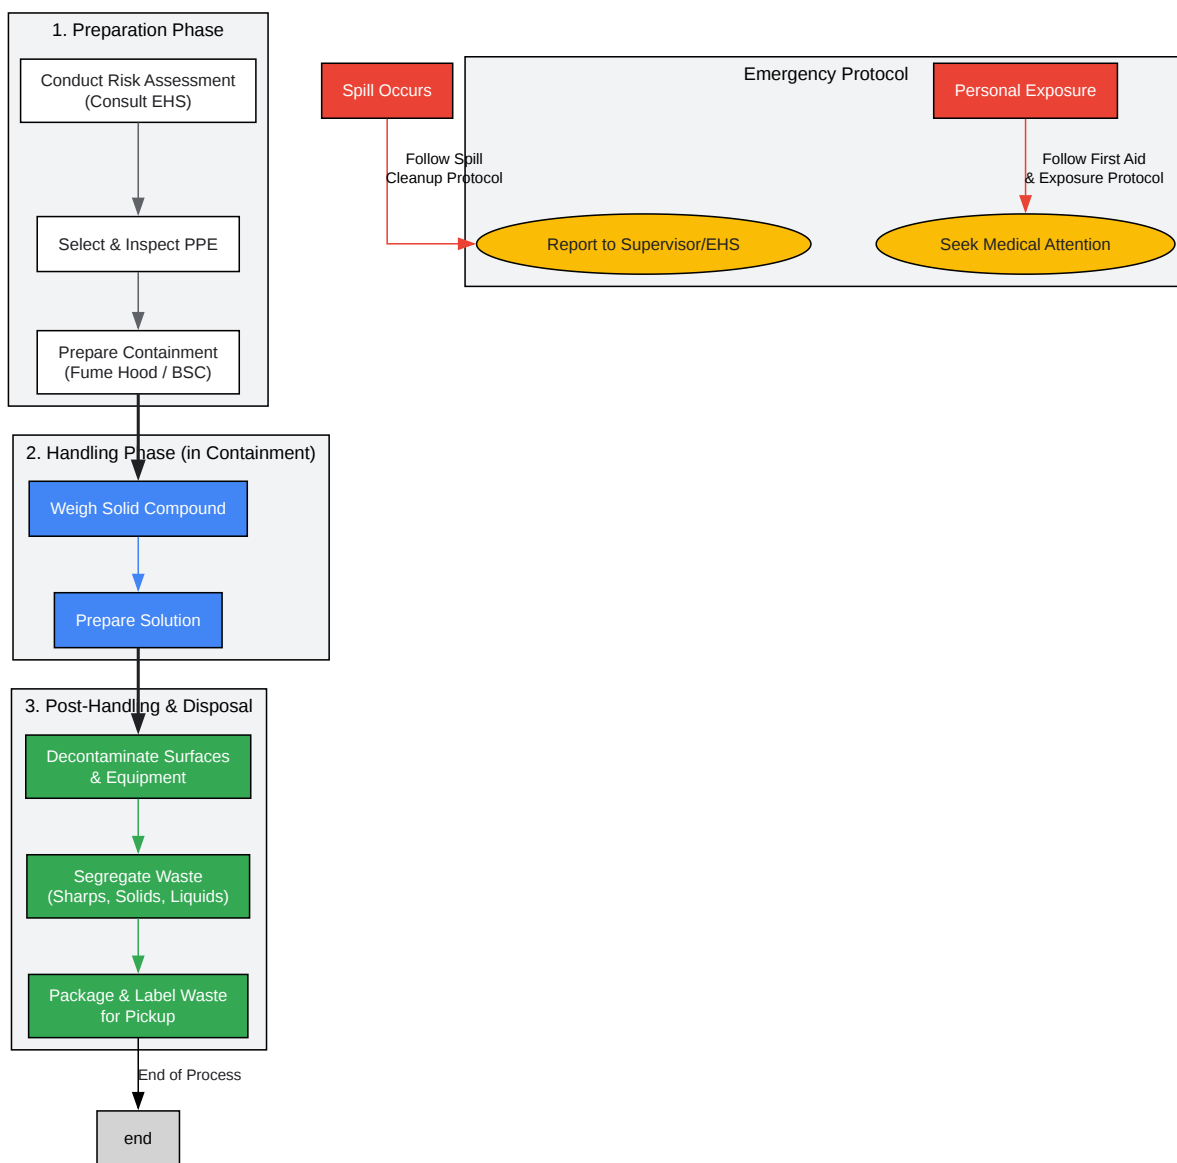 1. Preparation Phase
Conduct Risk Assessment
(Consult EHS)
Select & Inspect PPE
Prepare Containment
(Fume Hood / BSC)
2. Handling Phase (in Containment)
Weigh Solid Compound
Prepare Solution
3. Post-Handling & Disposal
Decontaminate Surfaces
& Equipment
Segregate Waste
(Sharps, Solids, Liquids)
Package & Label Waste
for Pickup
End of Process
end
Spill Occurs
Follow Spill
Cleanup Protocol
Emergency Protocol
Report to Supervisor/EHS
Personal Exposure
Follow First Aid
& Exposure Protocol
Seek Medical Attention